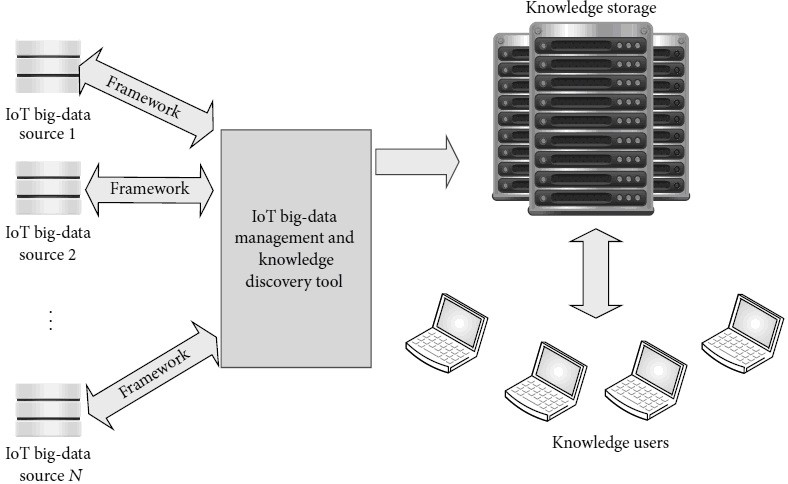 Knowledge storage
Framework
IoT big-data
source 1
Framework
IoT big-data
source 2
IoT big-data
management and
knowledge
discovery tool
⋮
Framework
IoT big-data
source N
Knowledge users